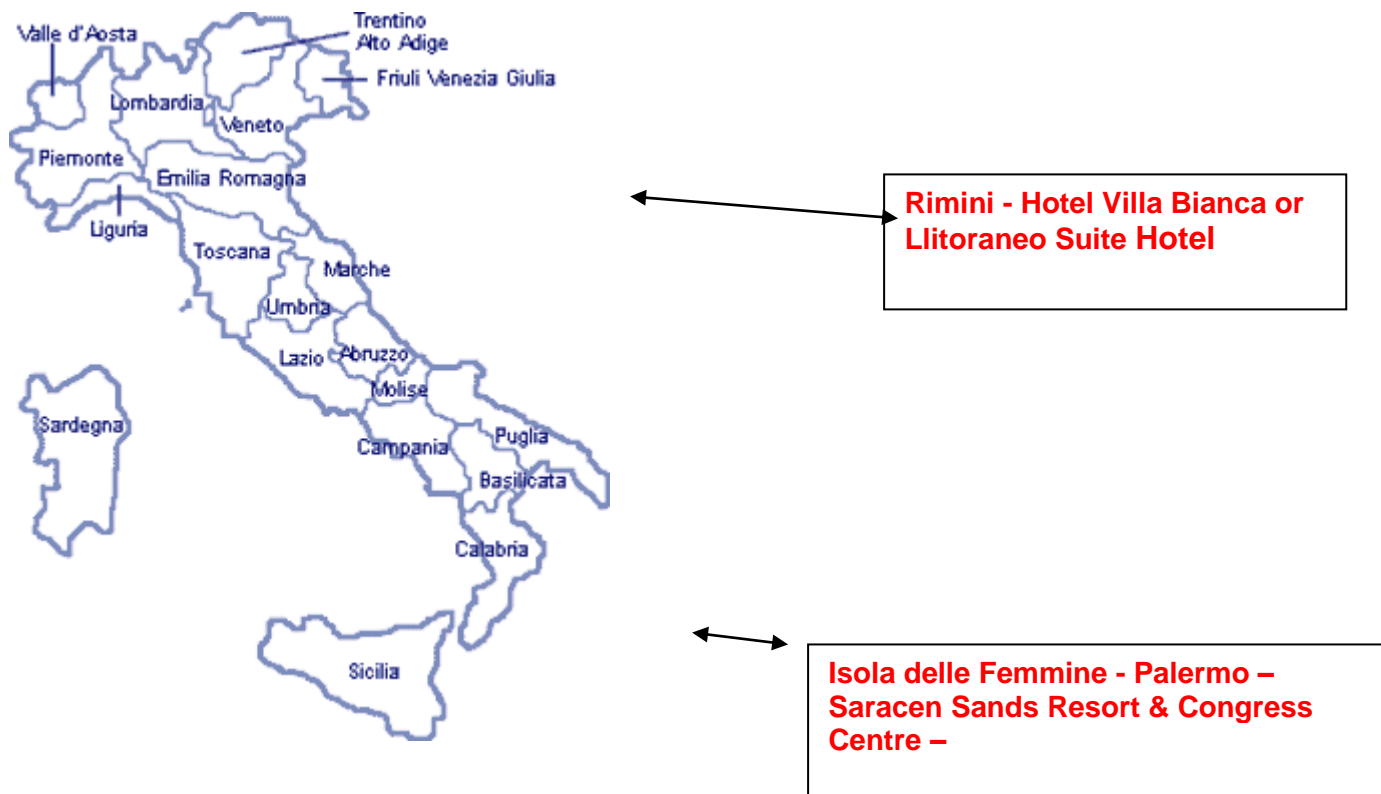 Trentino
Alto Adige
Valle d'Aosta
Friuli Venezia Giulia
Lombardia
Veneto
Piemonte
Emilia Romagna
Liguria
Toscana
Marche
Umbria
Lazio
Abruzzo
Molise
Sardegna
Campania
Puglia
Basilicata
Calabria
Sicilia
Rimini - Hotel Villa Bianca or
Llitoraneo Suite Hotel
Isola delle Femmine - Palermo –
Saracen Sands Resort & Congress
Centre –